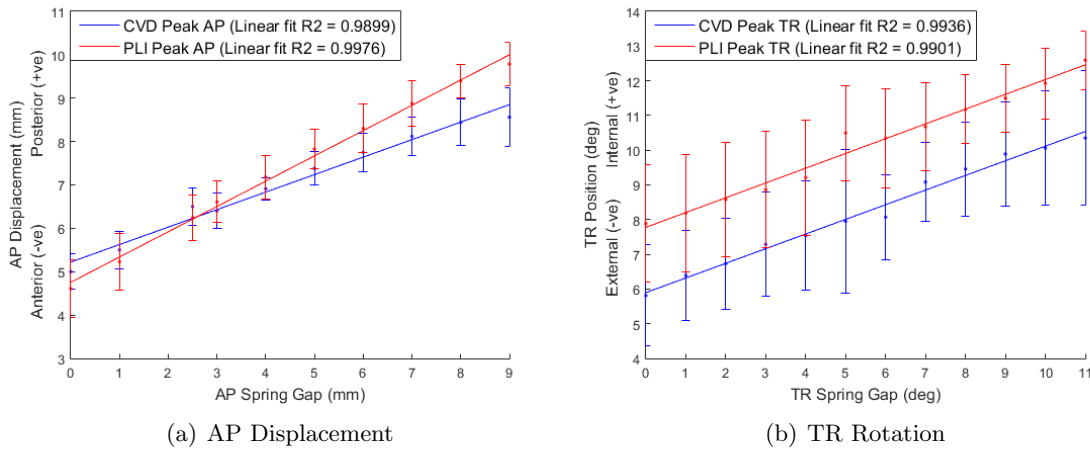 CVD Peak AP (Linear fit R2 = 0.9899)
PLI Peak AP (Linear fit R2 = 0.9976)
AP Displacement (mm)
Anterior (-ve) Posterior (+ve)
11
10
9
8
7
6
5
4
3
0 1 2 3 4 5 6 7 8 9
AP Spring Gap (mm)
(a) AP Displacement
CVD Peak TR (Linear fit R2 = 0.9936)
PLI Peak TR (Linear fit R2 = 0.9901)
TR Position (deg)
External (-ve) Internal (+ve)
14
13
12
11
10
9
8
7
6
5
4
0 1 2 3 4 5 6 7 8 9 10 11
TR Spring Gap (deg)
(b) TR Rotation